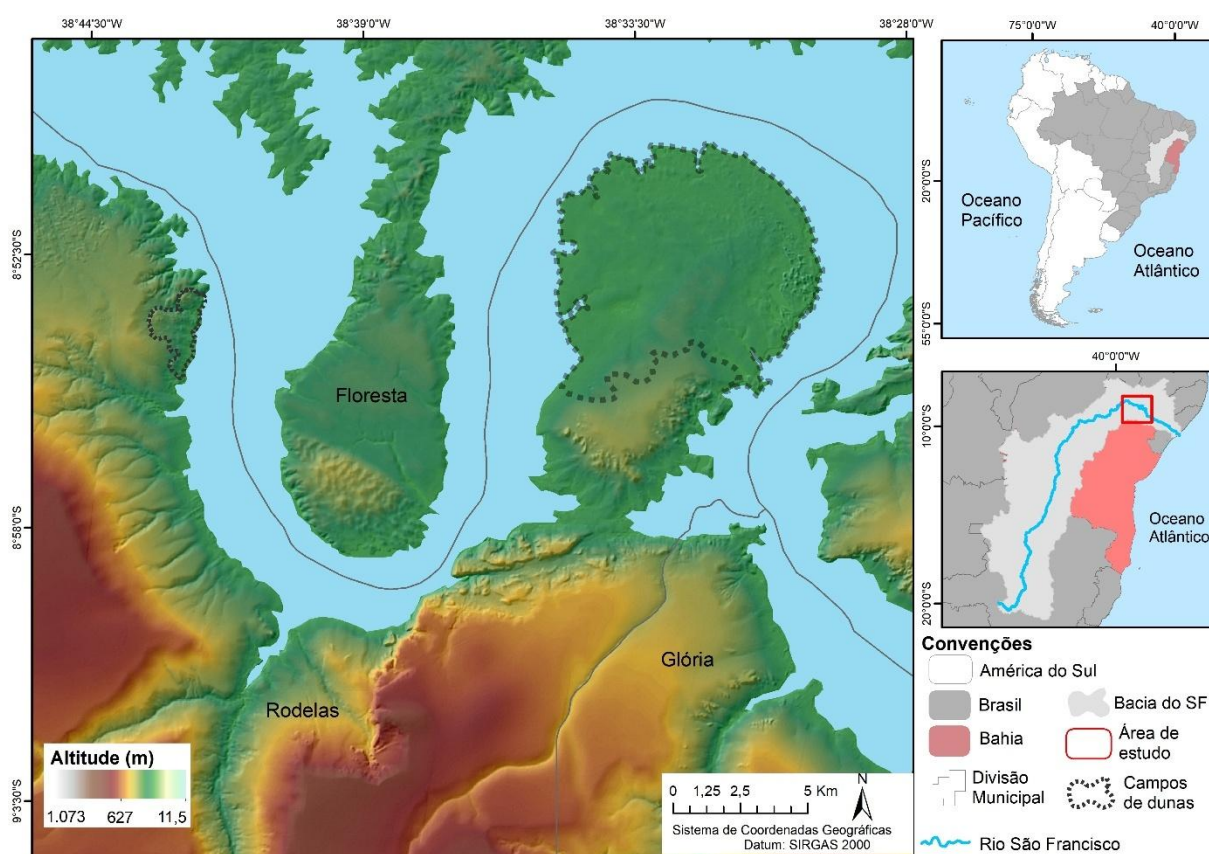 38°44'30"W
38°39'0"W
38°33'30"W
38°28'0"W
8°52'30"S
8°58'0"S
9°3'30"S
Floresta
Rodelas
Glória
Altitude (m)
1.073
627
11,5
0
1,25
2,5
5 Km
N
Sistema de Coordenadas Geográficas
Datum: SIRGAS 2000
75°0'0"W
40°0'0"W
20°0'0"S
55°0'0"S
Oceano
Pacífico
Oceano
Atlântico
40°0'0"W
10°0'0"S
20°0'0"S
Oceano
Atlântico
Convenções
América do Sul
Brasil
Bacia do SF
Bahia
Área de
estudo
Divisão
Municipal
Campos
de dunas
Rio São Francisco